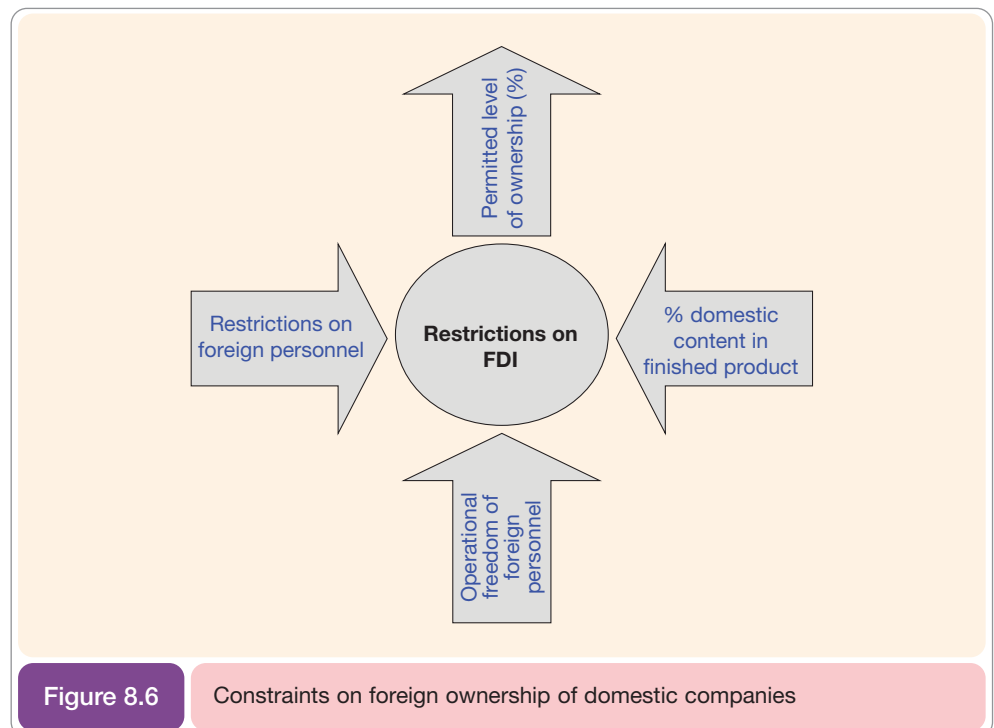 Permitted level
of ownership (%)
Restrictions on
foreign personnel
Restrictions on
FDI
% domestic
content in
finished product
Operational
freedom of
foreign
personnel
Figure 8.6
Constraints on foreign ownership of domestic companies